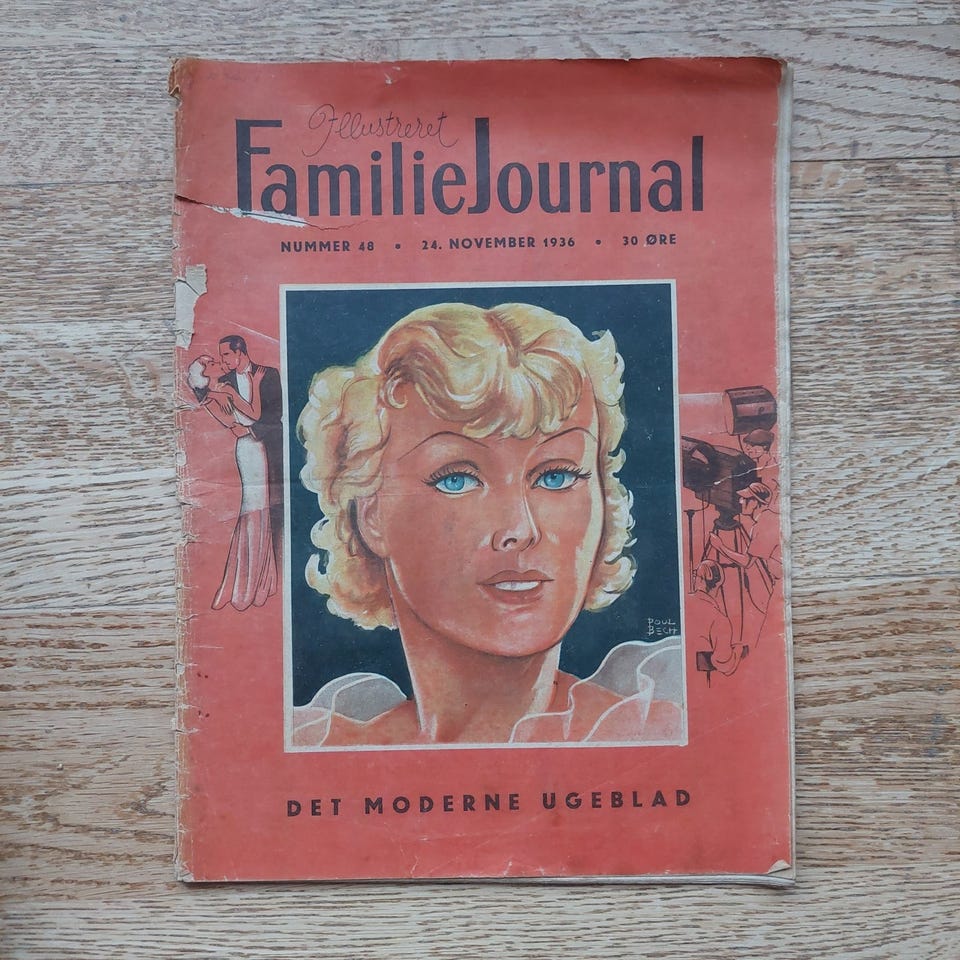 Illustreret
FamilieJournal
NUMMER 48 • 24. NOVEMBER 1936 • 30 ØRE
POUL
BECH
DET MODERNE UGEBLAD